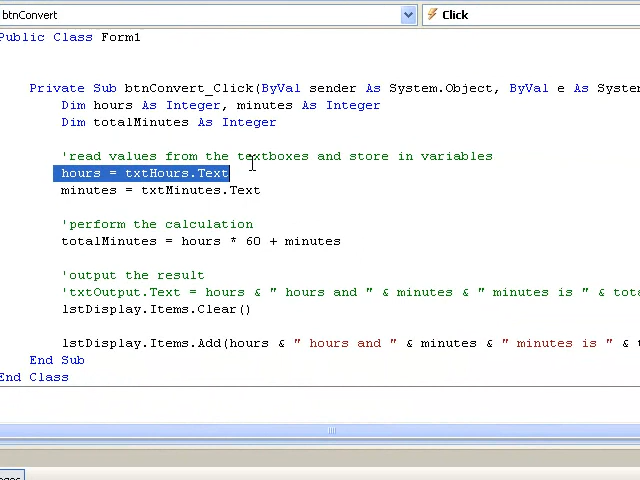 btnConvert Click
Public Class Form1
Private Sub btnConvert_Click(ByVal sender As System.Object, ByVal e As System
Dim hours As Integer, minutes As Integer
Dim totalMinutes As Integer
'read values from the textboxes and store in variables
hours = txtHours.Text
minutes = txtMinutes.Text
'perform the calculation
totalMinutes = hours * 60 + minutes
'output the result
'txtOutput.Text = hours & " hours and " & minutes & " minutes is " & tota
lstDisplay.Items.Clear()
lstDisplay.Items.Add(hours & " hours and " & minutes & " minutes is " & t
End Sub
End Class